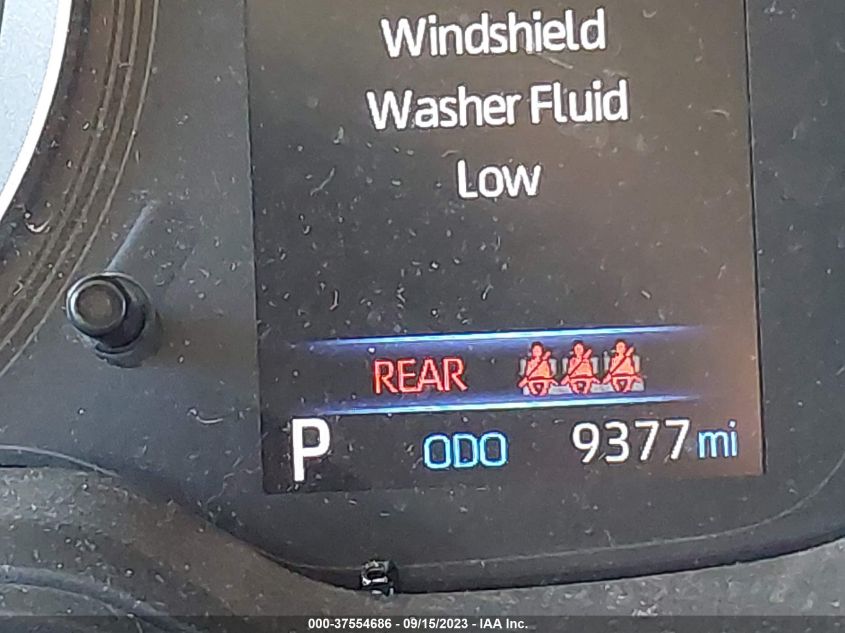 Windshield
Washer Fluid
Low
REAR
P ODO 9377 mi
000-37554686 - 09/15/2023 - IAA Inc.